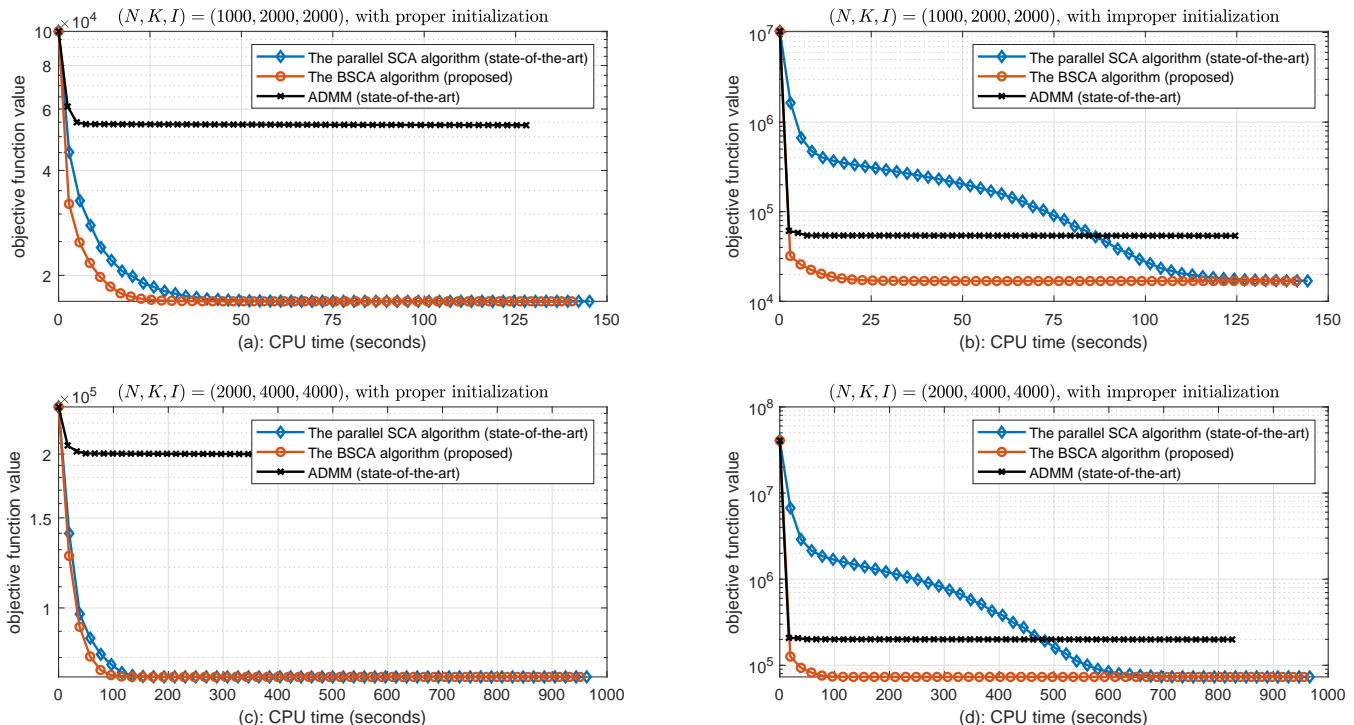 (N, K, I) = (1000, 2000, 2000), with proper initialization
× 10^4
10
8
6
4
2
objective function value
The parallel SCA algorithm (state-of-the-art)
The BSCA algorithm (proposed)
ADMM (state-of-the-art)
0 25 50 75 100 125 150
(a): CPU time (seconds)
(N, K, I) = (1000, 2000, 2000), with improper initialization
10^7
10^6
10^5
10^4
objective function value
The parallel SCA algorithm (state-of-the-art)
The BSCA algorithm (proposed)
ADMM (state-of-the-art)
0 25 50 75 100 125 150
(b): CPU time (seconds)
(N, K, I) = (2000, 4000, 4000), with proper initialization
× 10^5
2
1.5
1
objective function value
The parallel SCA algorithm (state-of-the-art)
The BSCA algorithm (proposed)
ADMM (state-of-the-art)
0 100 200 300 400 500 600 700 800 900 1000
(c): CPU time (seconds)
(N, K, I) = (2000, 4000, 4000), with improper initialization
10^8
10^7
10^6
10^5
objective function value
The parallel SCA algorithm (state-of-the-art)
The BSCA algorithm (proposed)
ADMM (state-of-the-art)
0 100 200 300 400 500 600 700 800 900 1000
(d): CPU time (seconds)